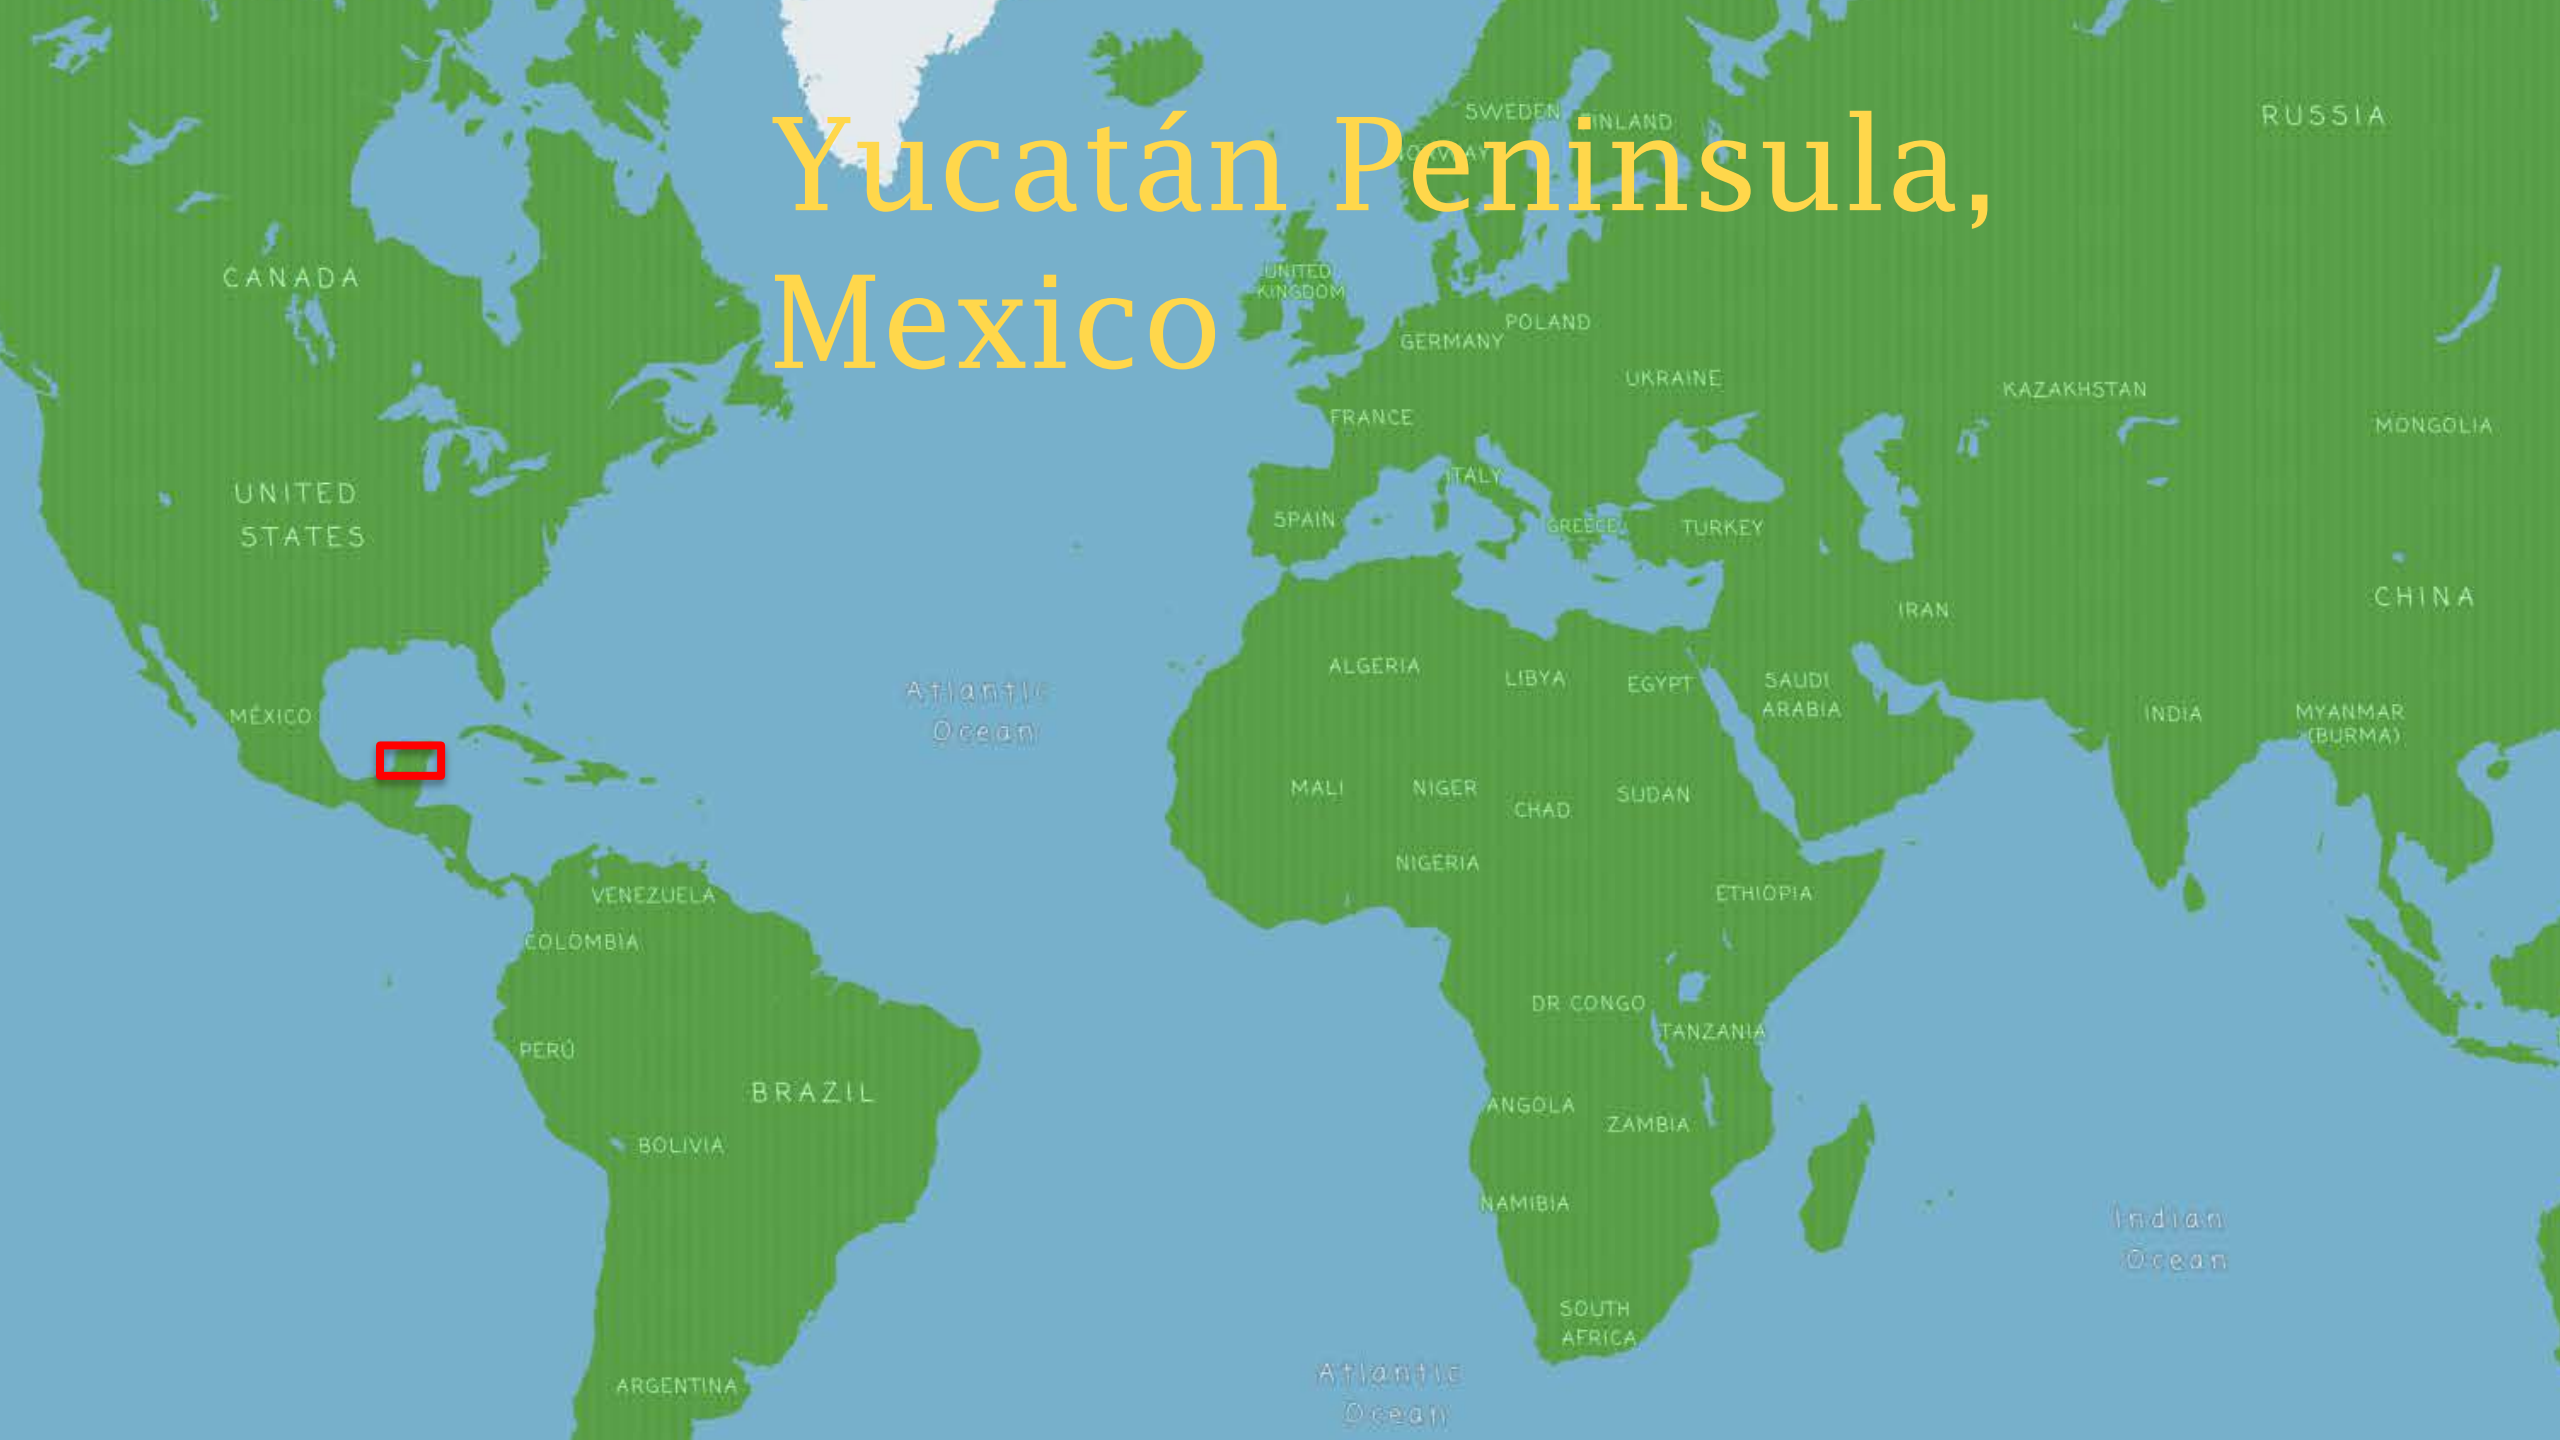 Yucatán Peninsula,
Mexico
SWEDEN
FINLAND
NORWAY
RUSSIA
CANADA
UNITED
KINGDOM
POLAND
GERMANY
UKRAINE
KAZAKHSTAN
FRANCE
MONGOLIA
ITALY
UNITED
STATES
SPAIN
GREECE
TURKEY
CHINA
IRAN
ALGERIA
LIBYA
EGYPT
SAUDI
ARABIA
Atlantic
Ocean
MÉXICO
INDIA
MYANMAR
(BURMA)
MALI
NIGER
CHAD
SUDAN
NIGERIA
VENEZUELA
ETHIOPIA
COLOMBIA
DR CONGO
TANZANIA
PERÚ
BRAZIL
ANGOLA
ZAMBIA
BOLIVIA
NAMIBIA
Indian
Ocean
SOUTH
AFRICA
ARGENTINA
Atlantic
Ocean